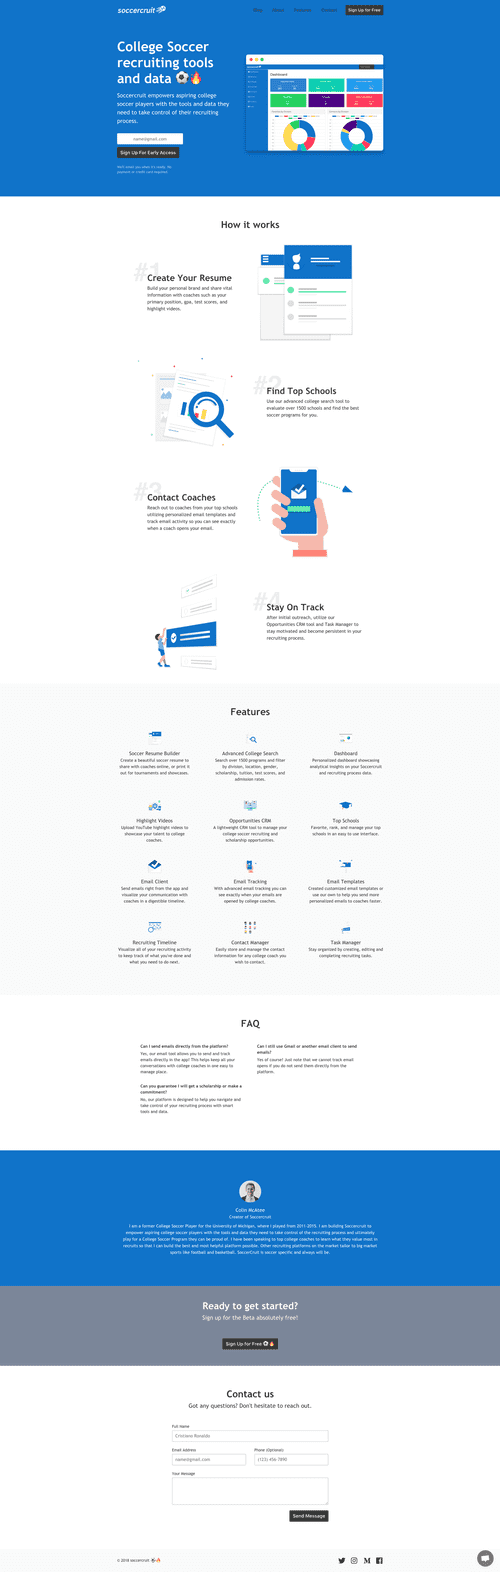 soccercruit
Blog About Features Contact Sign Up for Free
College Soccer
recruiting tools
and data ⚽🔥
Soccercruit empowers aspiring college
soccer players with the tools and data they
need to take control of their recruiting
process.
name@gmail.com
Sign Up For Early Access
Dashboard
How it works
#1
Create Your Resume
Build your personal brand and share vital
information with coaches such as your
primary position, gpa, test scores, and
highlight videos.
#2
Find Top Schools
Use our advanced college search tool to
evaluate over 1500 schools and find the best
soccer programs for you.
#3
Contact Coaches
Reach out to coaches from your top schools
utilizing personalized email templates and
track email activity so you can see exactly
when a coach opens your email.
#4
Stay On Track
After initial outreach, utilize our
Opportunities CRM tool and Task Manager to
stay motivated and become persistent in your
recruiting process.
Features
Soccer Resume Builder
Create a beautiful soccer resume to
share with coaches online, or print it
out for tournaments and showcases.
Advanced College Search
Search over 1500 programs and filter
by division, location, gender,
scholarship, tuition, test scores, and
admission rates.
Dashboard
Personalized dashboard showcasing
analytical insights on your Soccercruit
and recruiting process data.
Highlight Videos
Upload YouTube highlight videos to
showcase your talent to college
coaches.
Opportunities CRM
A lightweight CRM tool to manage your
college soccer recruiting and
scholarship opportunities.
Top Schools
Favorite, rank, and manage your top
schools in an easy to use interface.
Email Client
Send emails right from the app and
visualize your communication with
coaches in a digestible timeline.
Email Tracking
With advanced email tracking you can
see exactly when your emails are
opened by college coaches.
Email Templates
Created customized email templates or
use our own to help you send more
personalized emails to coaches faster.
Recruiting Timeline
Visualize all of your recruiting activity
to keep track of what you've done and
what you need to do next.
Contact Manager
Easily store and manage the contact
information for any college coach you
wish to contact.
Task Manager
Stay organized by creating, editing and
completing recruiting tasks.
FAQ
Can I send emails directly from the platform?
Yes, our email tool allows you to send and track
emails directly in the app! This helps keep all your
conversations with college coaches in one easy to
manage place.
Can I still use Gmail or another email client to send
emails?
Yes of course! Just note that we cannot track email
opens if you do not send them directly from the
platform.
Can you guarantee I will get a scholarship or make a
commitment?
No, our platform is designed to help you navigate and
take control of your recruiting process with smart
tools and data.
Colin McAtee
Creator of Soccercruit
I am a former College Soccer Player for the University of Michigan, where I played from 2011-2015. I am building Soccercruit to
empower aspiring college soccer players with the tools and data they need to take control of the recruiting process and ultimately
play for a College Soccer Program they can be proud of. I have been speaking to top college coaches to learn what they value most in
recruits so that I can build the best and most helpful platform possible. Other recruiting platforms on the market tailor to big market
sports like football and basketball. SoccerCruit is soccer specific and always will be.
Ready to get started?
Sign up for the Beta absolutely free!
Sign Up for Free ⚽🔥
Contact us
Got any questions? Don't hesitate to reach out.
Full Name
Cristiano Ronaldo
Email Address Phone (Optional)
name@gmail.com (123) 456-7890
Your Message
Send Message
© 2018 soccercruit ⚽🔥